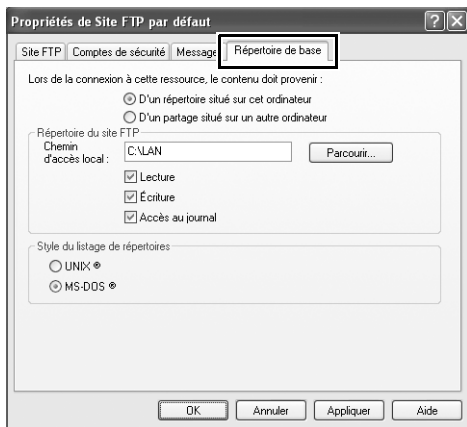 Propriétés de Site FTP par défaut
Site FTP Comptes de sécurité Message Répertoire de base
Lors de la connexion à cette ressource, le contenu doit provenir :
D'un répertoire situé sur cet ordinateur
D'un partage situé sur un autre ordinateur
Répertoire du site FTP
Chemin
d'accès local : C:\LAN Parcourir...
Lecture
Écriture
Accès au journal
Style du listage de répertoires
UNIX ®
MS-DOS ®
OK Annuler Appliquer Aide